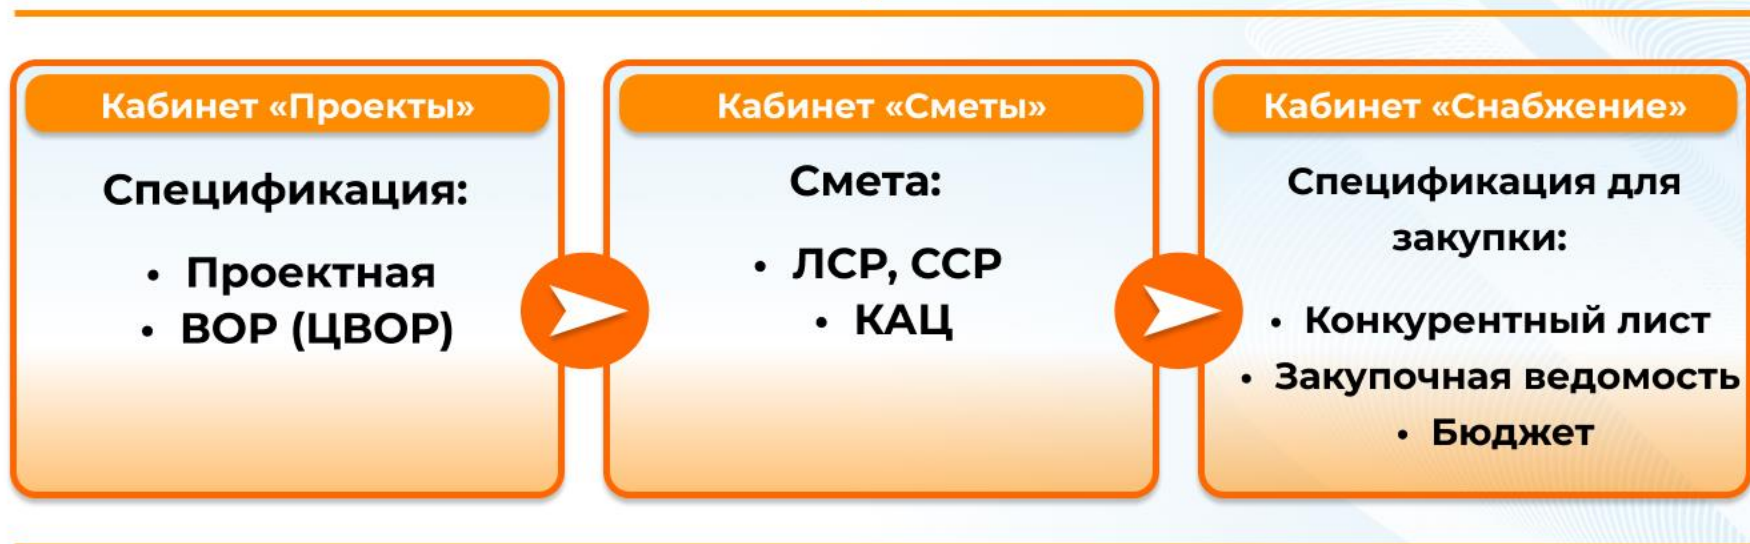 Кабинет «Проекты»
Спецификация:
• Проектная
• ВОР (ЦВОР)
Кабинет «Сметы»
Смета:
• ЛСР, ССР
• КАЦ
Кабинет «Снабжение»
Спецификация для
закупки:
• Конкурентный лист
• Закупочная ведомость
• Бюджет